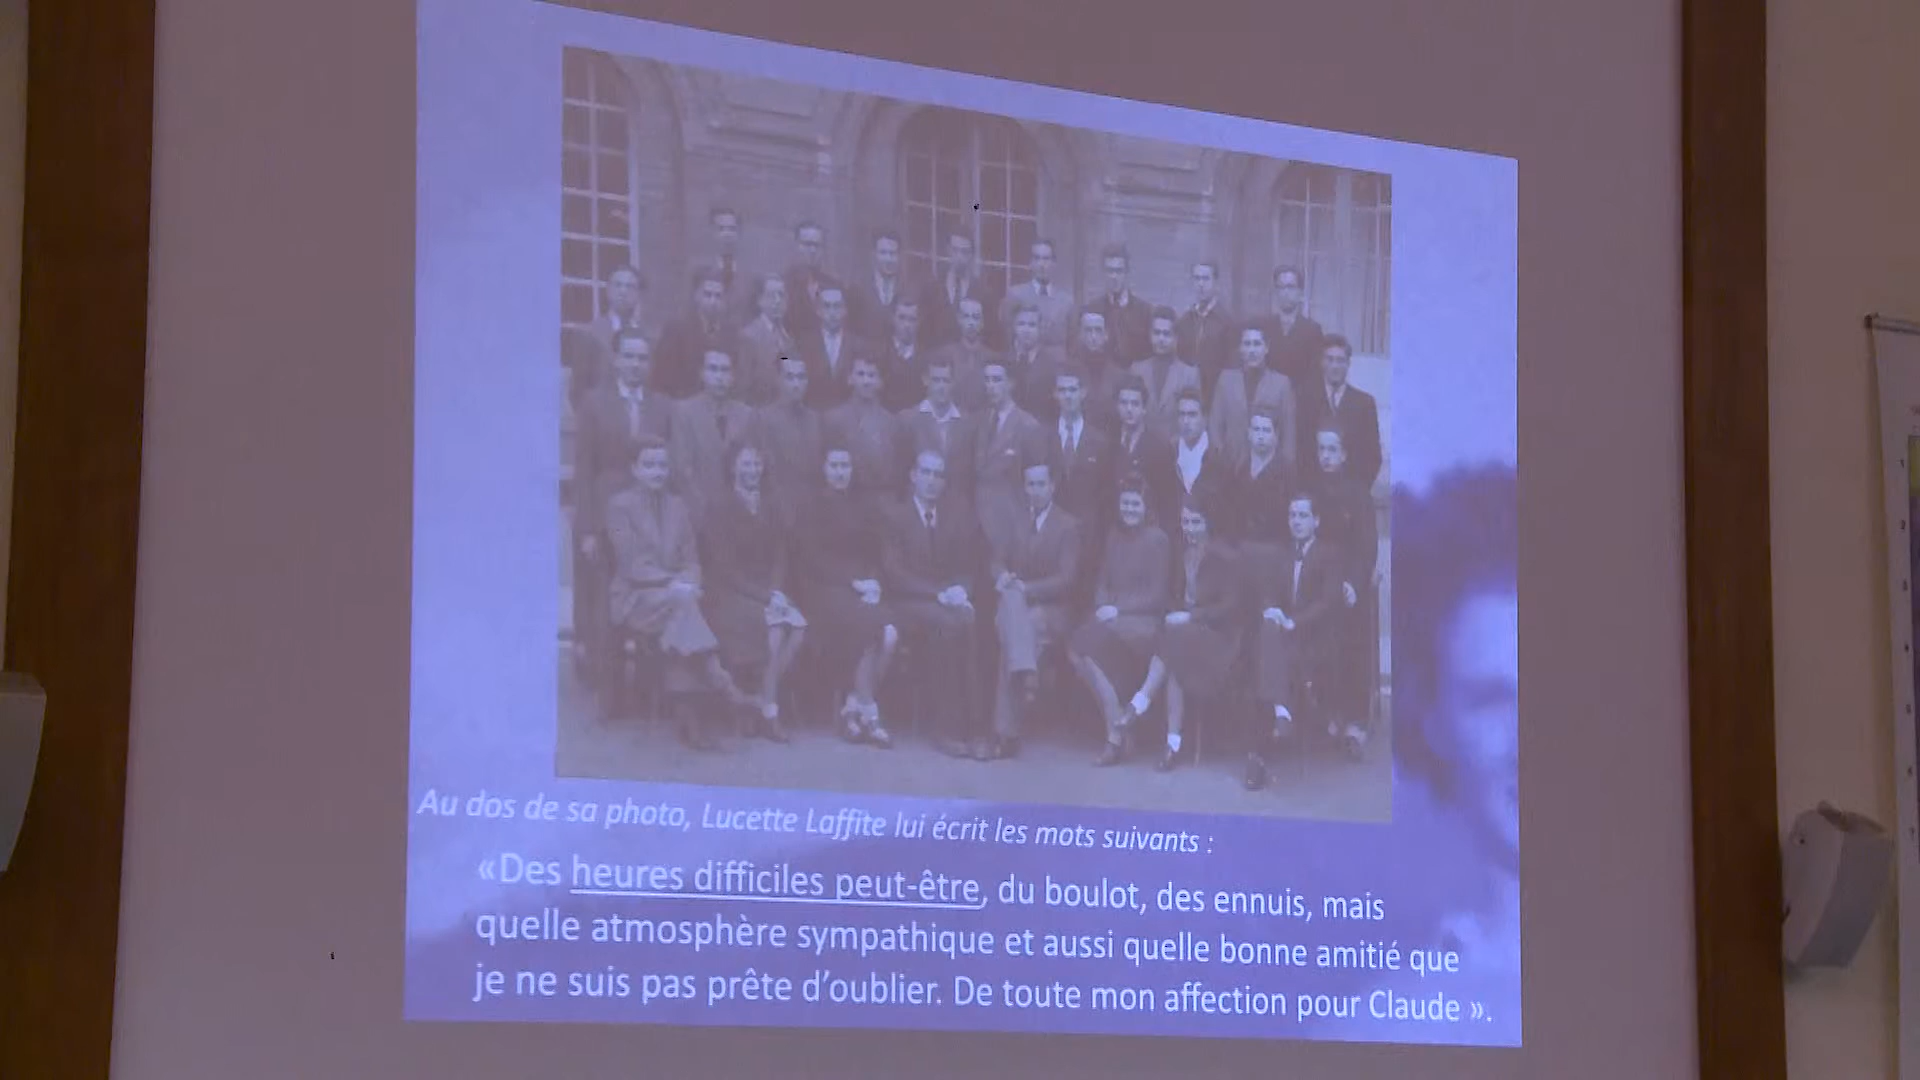 Au dos de sa photo, Lucette Laffite lui écrit les mots suivants :
«Des heures difficiles peut-être, du boulot, des ennuis, mais
quelle atmosphère sympathique et aussi quelle bonne amitié que
je ne suis pas prête d’oublier. De toute mon affection pour Claude ».